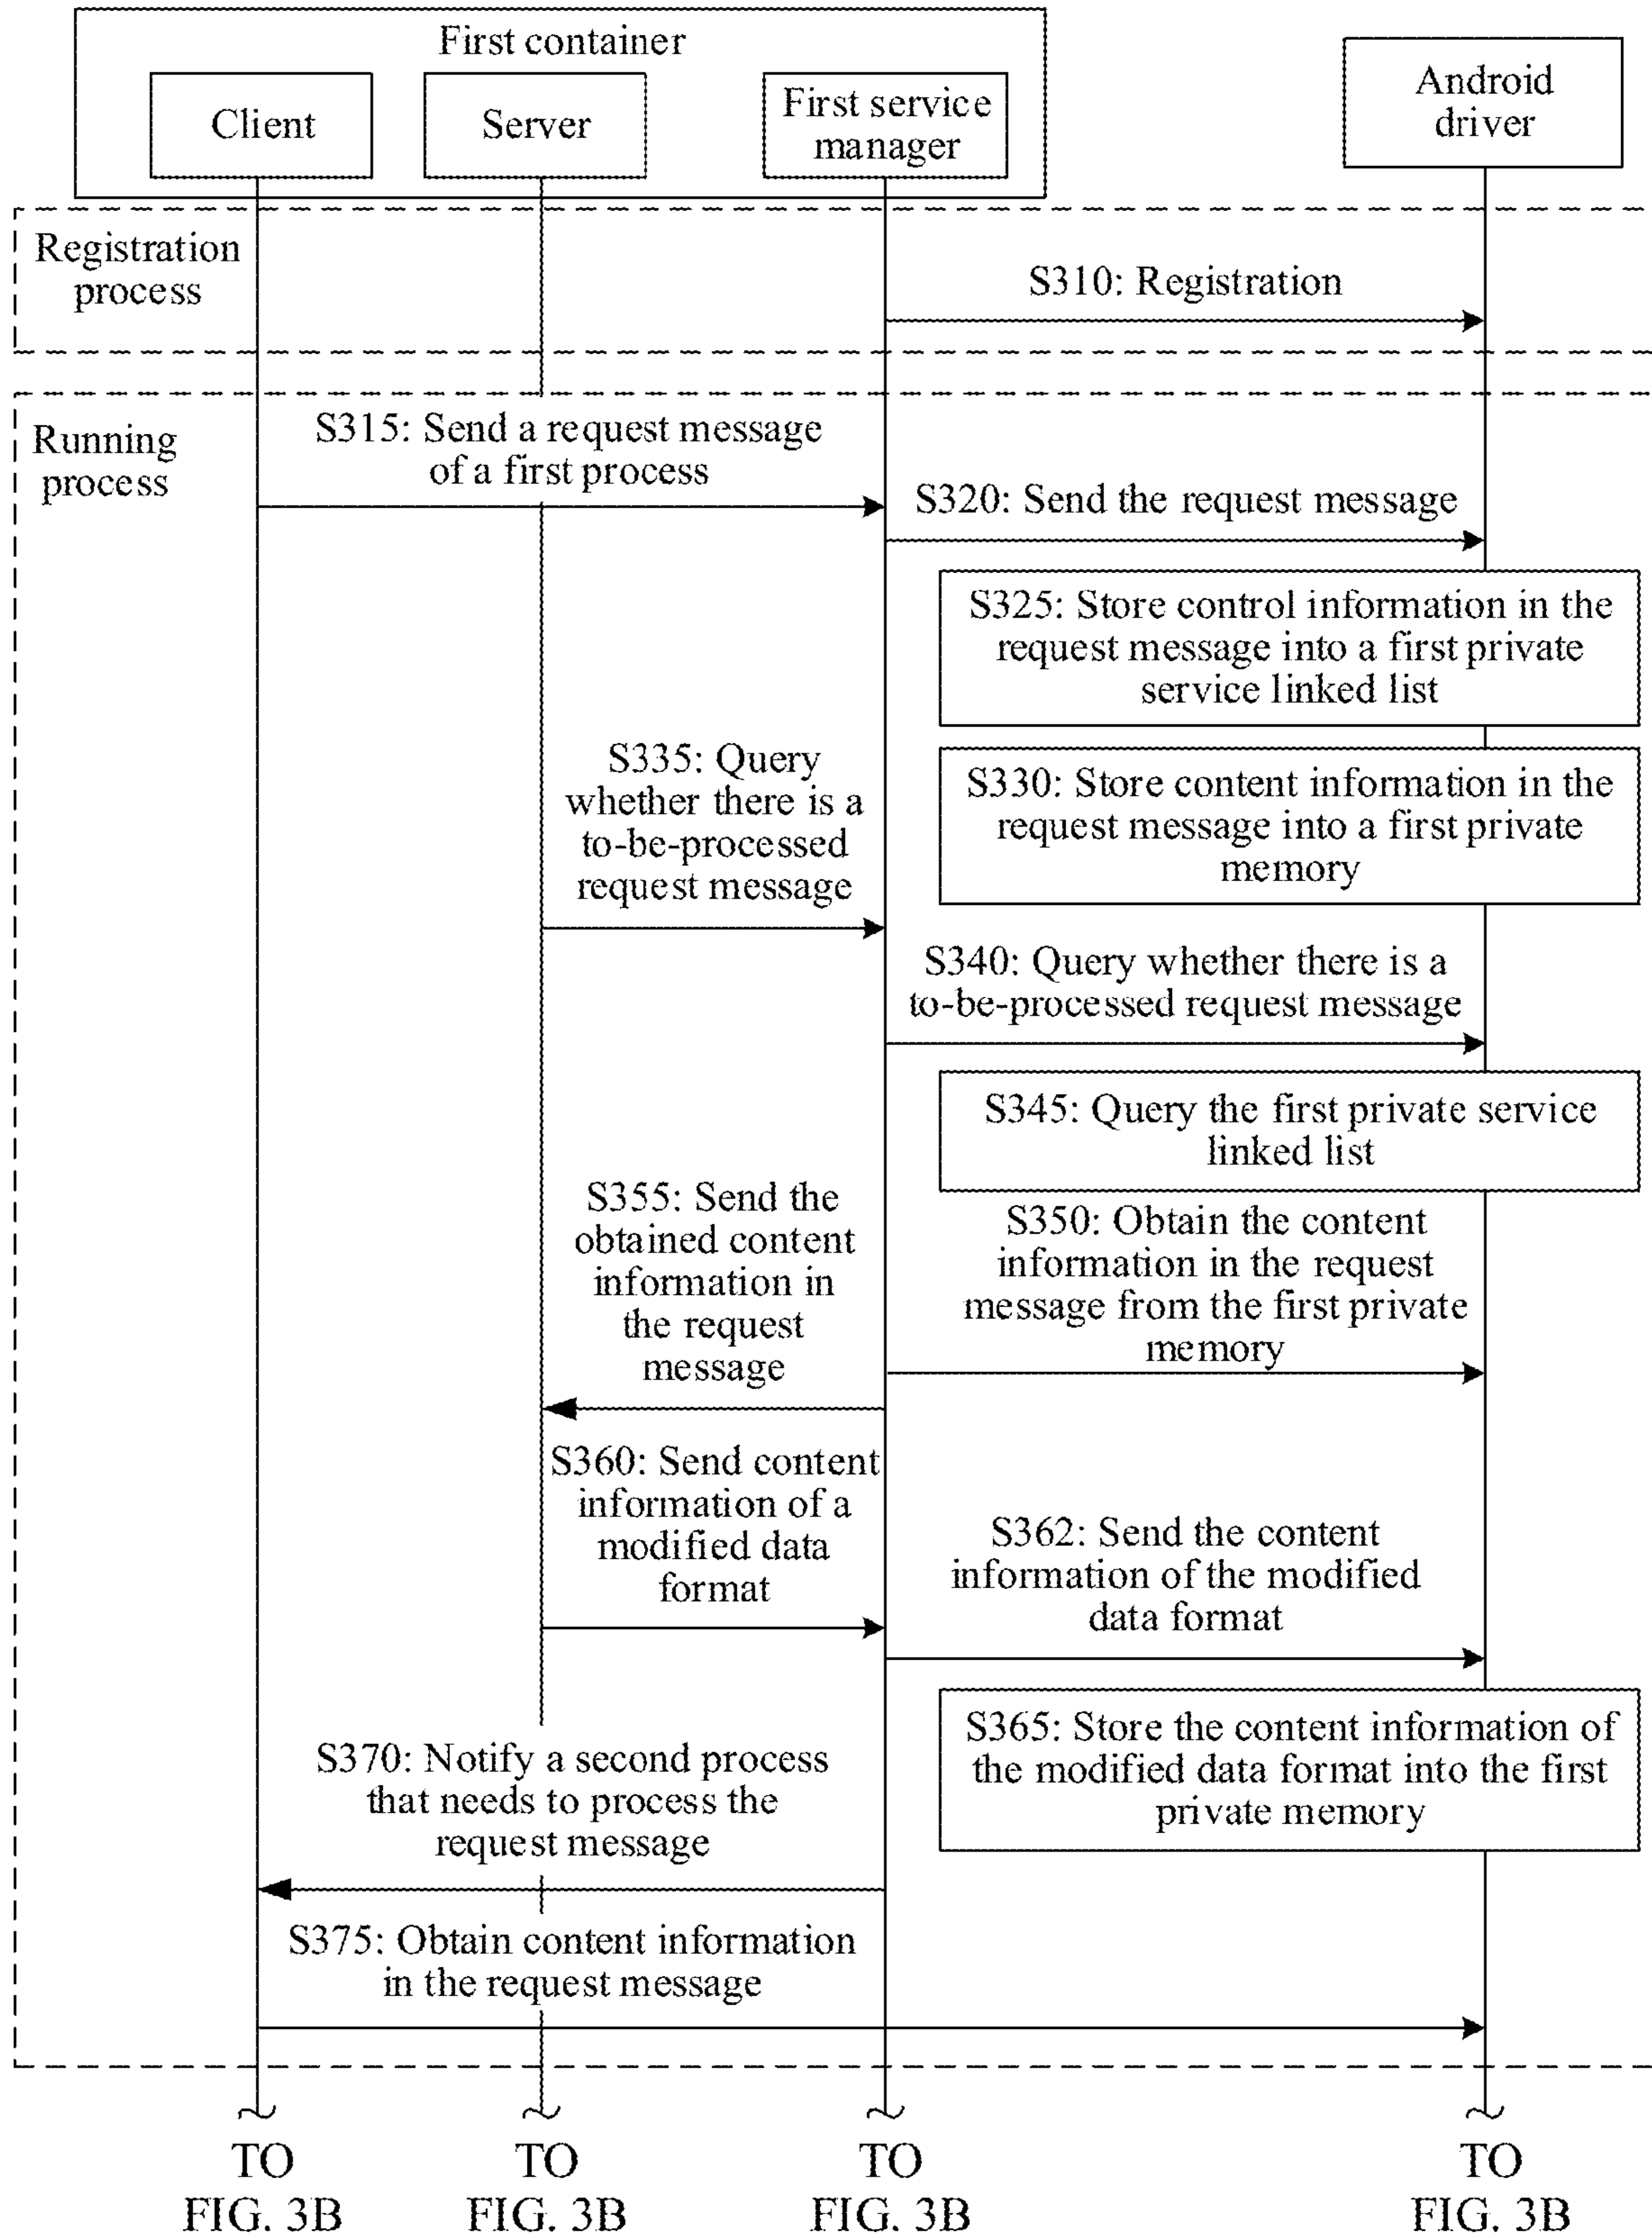 First container
Client
Server
First service
manager
Android
driver
Registration
process
S310: Registration
Running
process
S315: Send a request message
of a first process
S320: Send the request message
S325: Store control information in the
request message into a first private
service linked list
S330: Store content information in the
request message into a first private
memory
S335: Query
whether there is a
to-be-processed
request message
S340: Query whether there is a
to-be-processed request message
S345: Query the first private service
linked list
S350: Obtain the content
information in the request
message from the first private
memory
S355: Send the
obtained content
information in
the request
message
S360: Send content
information of a
modified data
format
S362: Send the content
information of the modified
data format
S365: Store the content information of
the modified data format into the first
private memory
S370: Notify a second process
that needs to process the
request message
S375: Obtain content information
in the request message
TO
FIG. 3B
TO
FIG. 3B
TO
FIG. 3B
TO
FIG. 3B